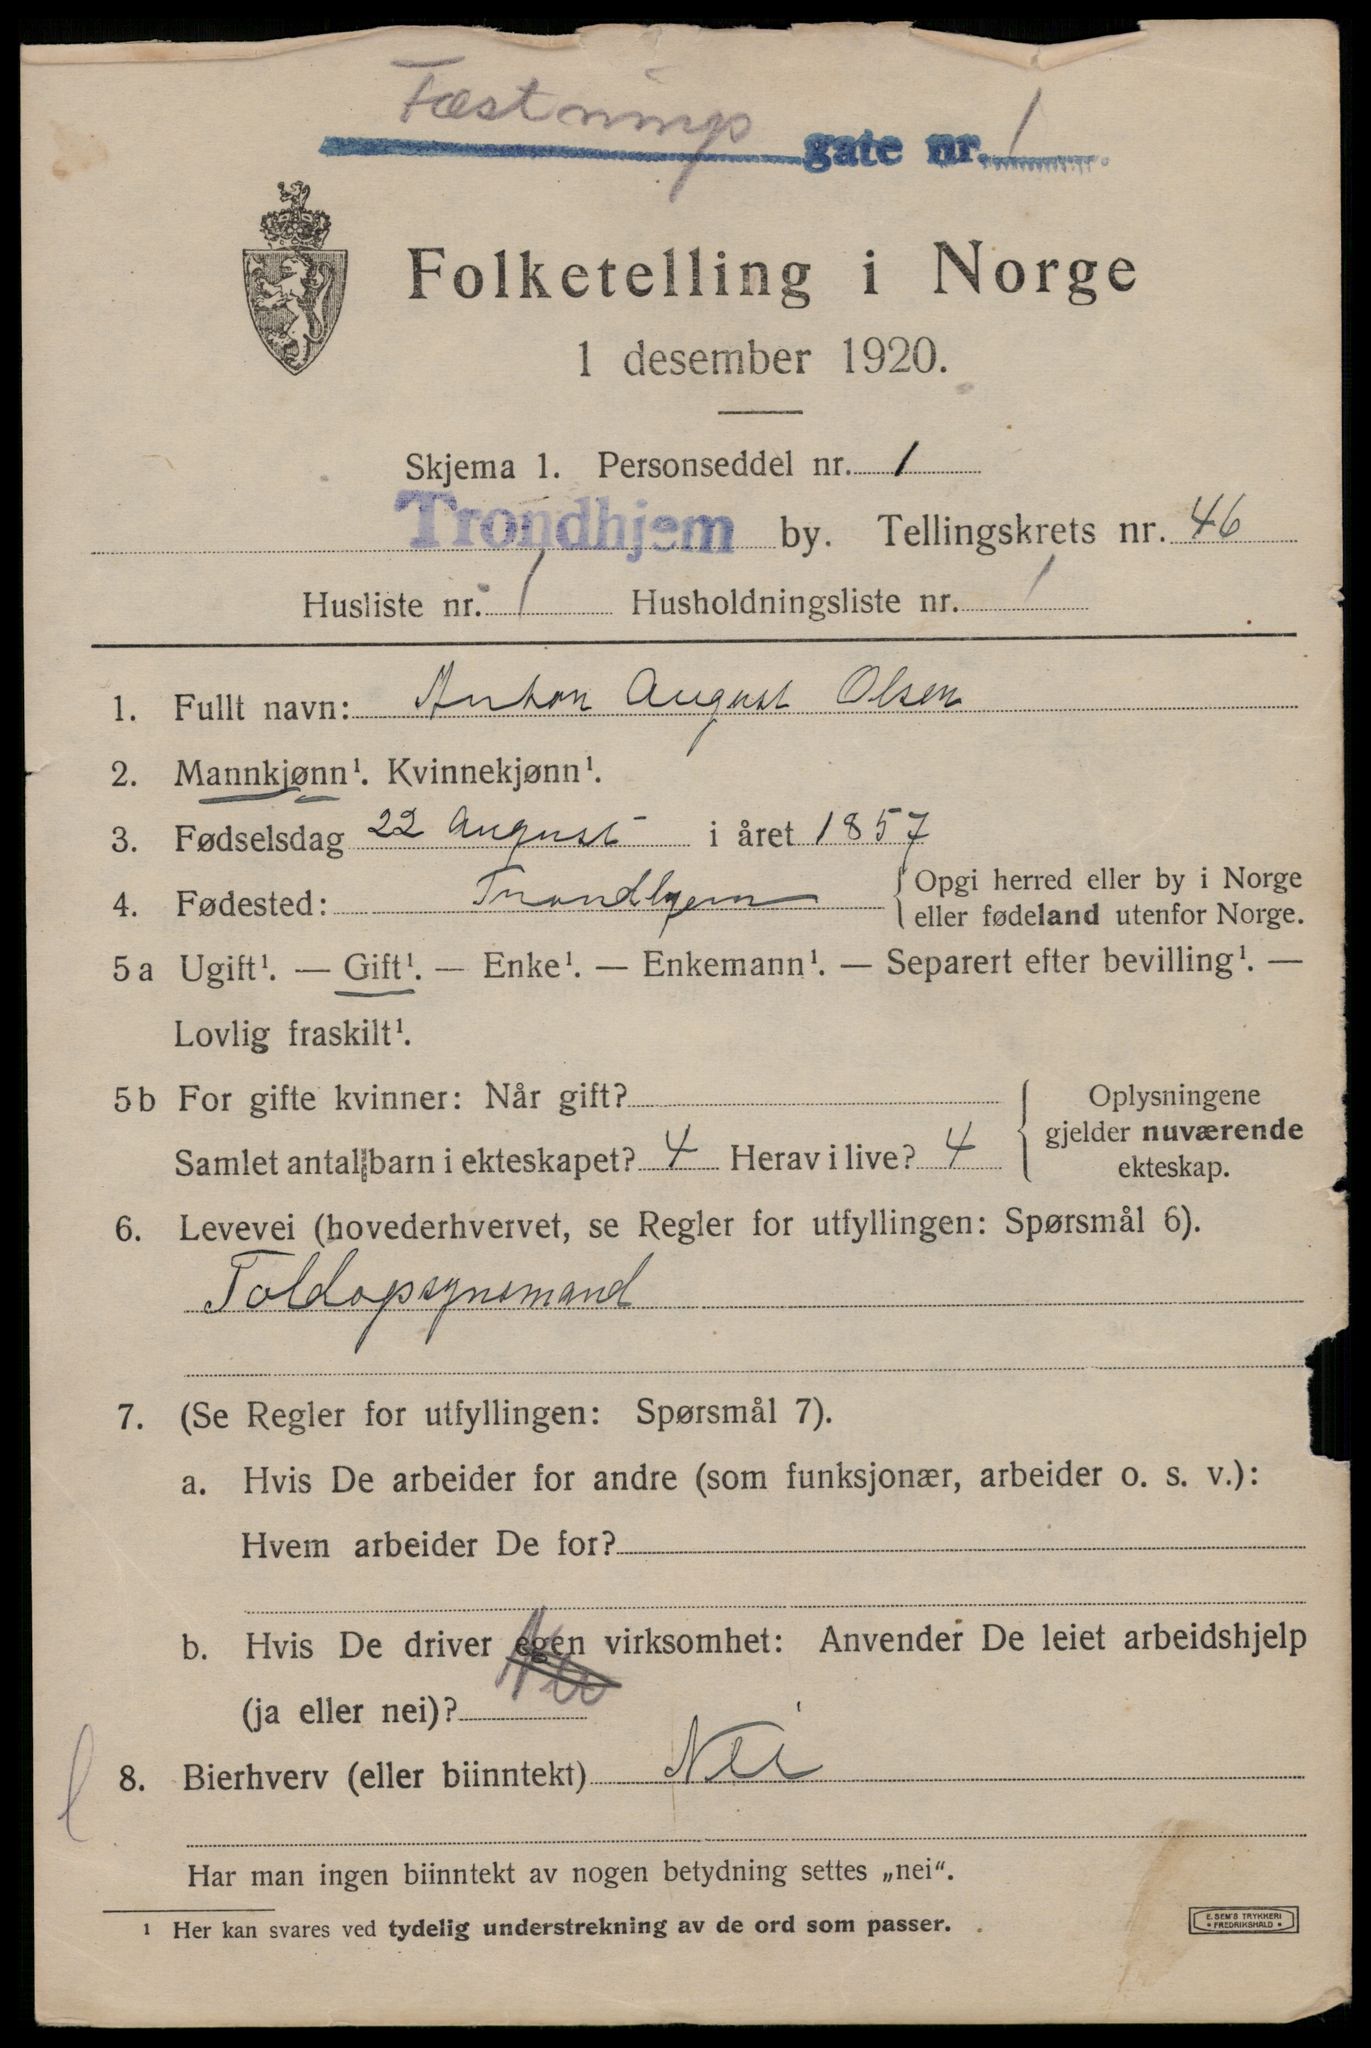 Fæstnings gate nr. 1
Folketelling i Norge
1 desember 1920.
Skjema 1. Personseddel nr. 1
Trondhjem by. Tellingskrets nr. 46
Husliste nr. 1 Husholdningsliste nr. 1
1. Fullt navn: Anton August Olsen
2. Mannkjønn¹. Kvinnekjønn¹.
3. Fødselsdag 22 August i året 1857
4. Fødested: Trondhjem { Opgi herred eller by i Norge
eller fødeland utenfor Norge.
5 a Ugift¹. — Gift¹. — Enke¹. — Enkemann¹. — Separert efter bevilling¹. —
Lovlig fraskilt¹.
5 b For gifte kvinner: Når gift?
Samlet antal barn i ekteskapet? 4 Herav i live? 4
Oplysningene
gjelder nuværende
ekteskap.
6. Levevei (hovederhvervet, se Regler for utfyllingen: Spørsmål 6).
Toldopsynsmand
7. (Se Regler for utfyllingen: Spørsmål 7).
a. Hvis De arbeider for andre (som funksjonær, arbeider o. s. v.):
Hvem arbeider De for?
b. Hvis De driver egen virksomhet: Anvender De leiet arbeidshjelp
(ja eller nei)? Nei
8. Bierhverv (eller biinntekt) Nei
Har man ingen biinntekt av nogen betydning settes „nei“.
¹ Her kan svares ved tydelig understrekning av de ord som passer.
E. SEM'S TRYKKERI
• FREDRIKSHALD •